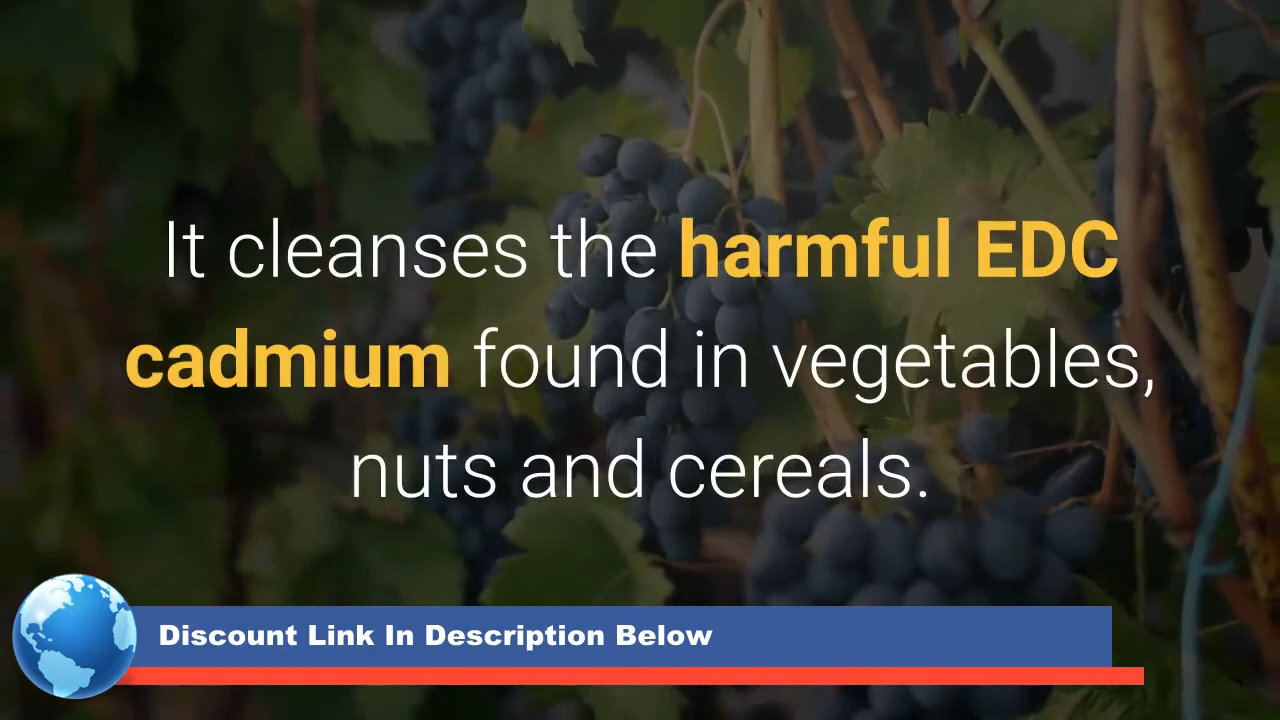 It cleanses the harmful EDC
cadmium found in vegetables,
nuts and cereals.
Discount Link In Description Below